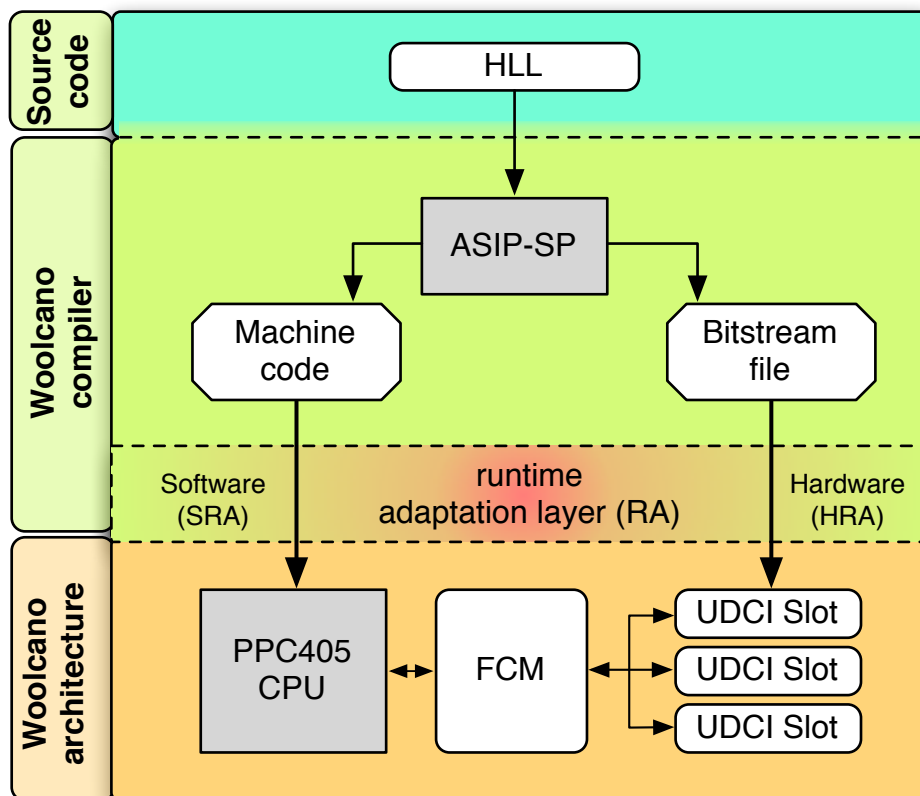 Source
code
HLL
Woolcano
compiler
ASIP-SP
Machine
code
Bitstream
file
Software
(SRA)
runtime
adaptation layer (RA)
Hardware
(HRA)
Woolcano
architecture
PPC405
CPU
FCM
UDCI Slot
UDCI Slot
UDCI Slot